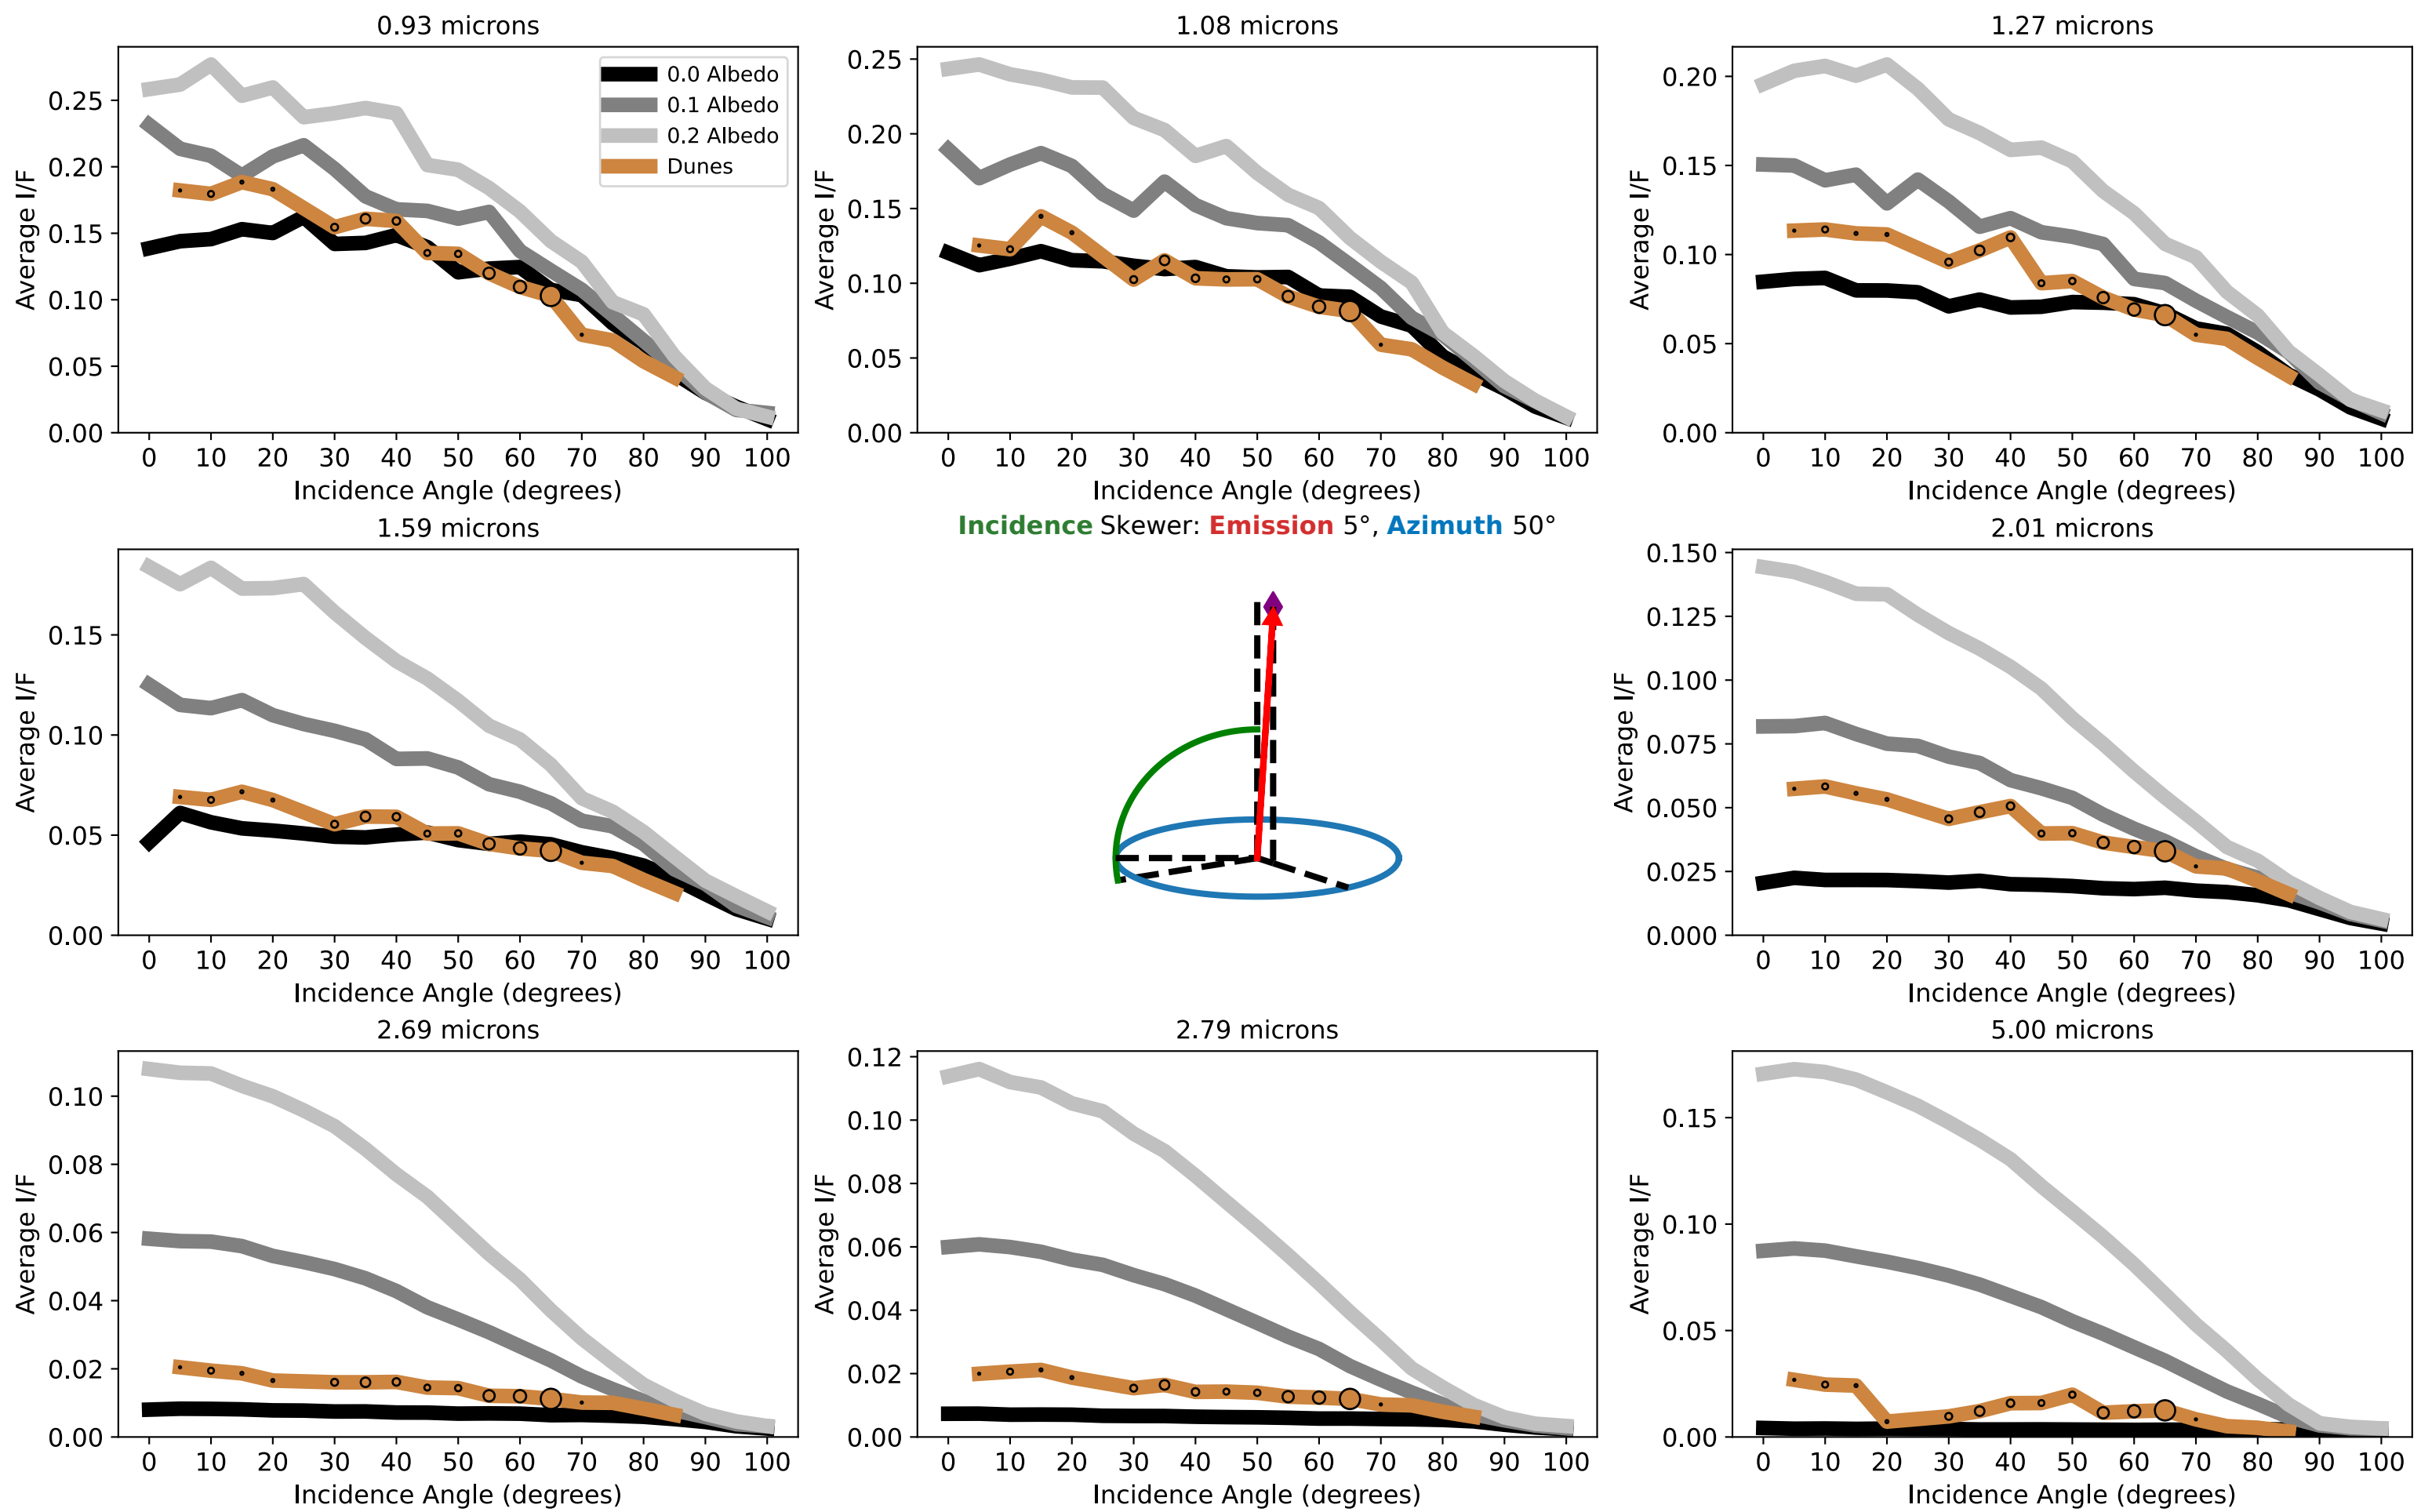 0.93 microns
0.25
0.20
0.15
0.10
0.05
0.00
Average I/F
0.0 Albedo
0.1 Albedo
0.2 Albedo
Dunes
0 10 20 30 40 50 60 70 80 90 100
Incidence Angle (degrees)
1.08 microns
0.25
0.20
0.15
0.10
0.05
0.00
Average I/F
0 10 20 30 40 50 60 70 80 90 100
Incidence Angle (degrees)
1.27 microns
0.20
0.15
0.10
0.05
0.00
Average I/F
0 10 20 30 40 50 60 70 80 90 100
Incidence Angle (degrees)
1.59 microns
0.15
0.10
0.05
0.00
Average I/F
0 10 20 30 40 50 60 70 80 90 100
Incidence Angle (degrees)
Incidence Skewer: Emission 5°, Azimuth 50°
2.01 microns
0.150
0.125
0.100
0.075
0.050
0.025
0.000
Average I/F
0 10 20 30 40 50 60 70 80 90 100
Incidence Angle (degrees)
2.69 microns
0.10
0.08
0.06
0.04
0.02
0.00
Average I/F
0 10 20 30 40 50 60 70 80 90 100
Incidence Angle (degrees)
2.79 microns
0.12
0.10
0.08
0.06
0.04
0.02
0.00
Average I/F
0 10 20 30 40 50 60 70 80 90 100
Incidence Angle (degrees)
5.00 microns
0.15
0.10
0.05
0.00
Average I/F
0 10 20 30 40 50 60 70 80 90 100
Incidence Angle (degrees)